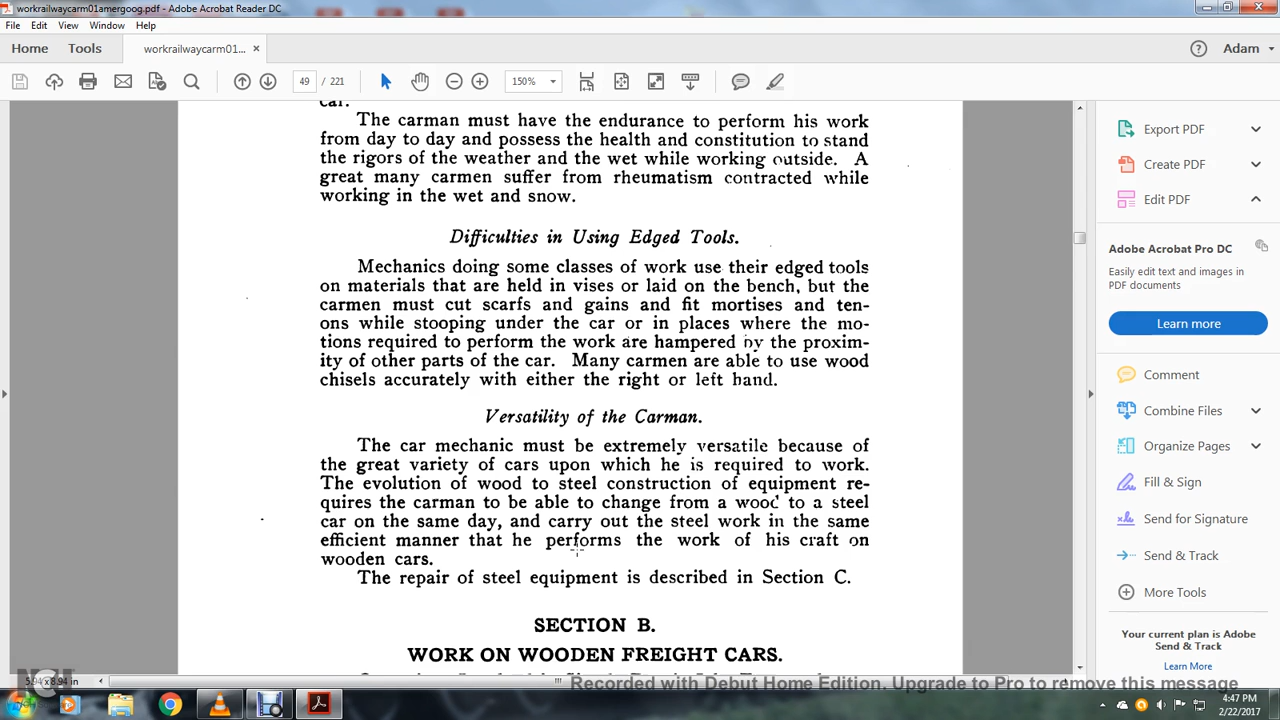 workrailwaycarm01amergoog.pdf - Adobe Acrobat Reader DC
File Edit View Window Help
Home Tools workrailwaycarm01... Adam
49 / 221 150%
car.
The carman must have the endurance to perform his work
from day to day and possess the health and constitution to stand
the rigors of the weather and the wet while working outside. A
great many carmen suffer from rheumatism contracted while
working in the wet and snow.
Difficulties in Using Edged Tools.
Mechanics doing some classes of work use their edged tools
on materials that are held in vises or laid on the bench, but the
carmen must cut scarfs and gains and fit mortises and ten-
ons while stooping under the car or in places where the mo-
tions required to perform the work are hampered by the proxim-
ity of other parts of the car. Many carmen are able to use wood
chisels accurately with either the right or left hand.
Versatility of the Carman.
The car mechanic must be extremely versatile because of
the great variety of cars upon which he is required to work.
The evolution of wood to steel construction of equipment re-
quires the carman to be able to change from a wood to a steel
car on the same day, and carry out the steel work in the same
efficient manner that he performs the work of his craft on
wooden cars.
The repair of steel equipment is described in Section C.
SECTION B.
WORK ON WOODEN FREIGHT CARS.
Export PDF
Create PDF
Edit PDF
Adobe Acrobat Pro DC
Easily edit text and images in
PDF documents
Learn more
Comment
Combine Files
Organize Pages
Fill & Sign
Send for Signature
Send & Track
More Tools
Your current plan is Adobe
Send & Track
Learn More
Recorded with Debut Home Edition. Upgrade to Pro to remove this message
4:47 PM
2/22/2017